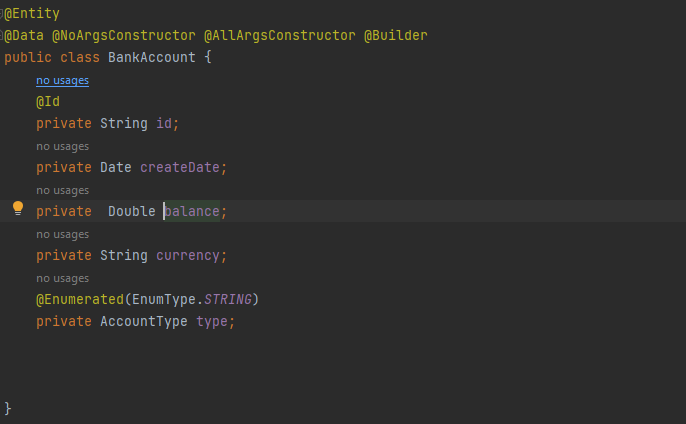 @Entity
@Data @NoArgsConstructor @AllArgsConstructor @Builder
public class BankAccount {
no usages
@Id
private String id;
no usages
private Date createDate;
no usages
private  Double balance;
no usages
private String currency;
no usages
@Enumerated(EnumType.STRING)
private AccountType type;
}